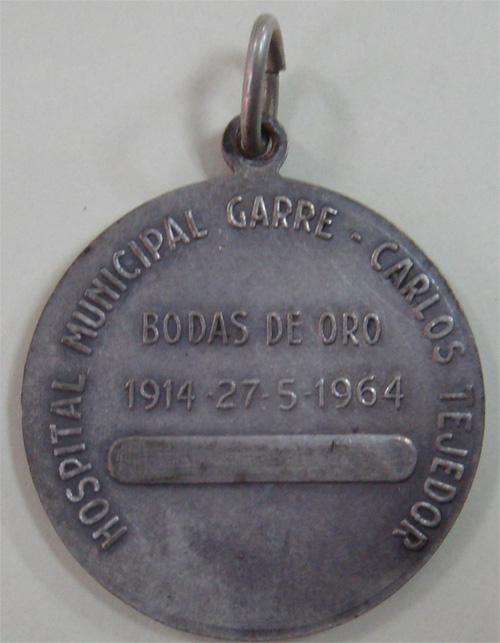 HOSPITAL MUNICIPAL GARRE - CARLOS TEJEDOR
BODAS DE ORO
1914-27-5-1964